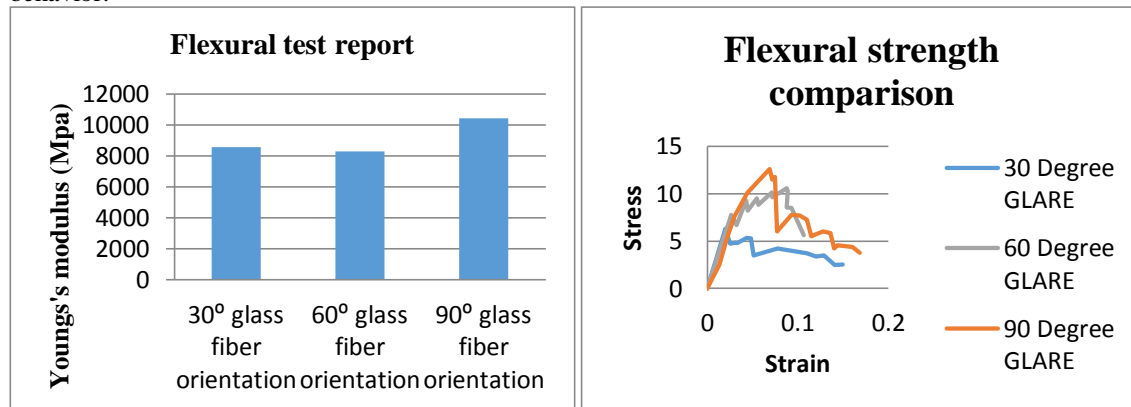 behavior.
Flexural test report
Youngs's modulus (Mpa)
12000
10000
8000
6000
4000
2000
0
30º glass
fiber
orientation
60º glass
fiber
orientation
90º glass
fiber
orientation
Flexural strength
comparison
Stress
15
10
5
0
0
0.1
0.2
Strain
30 Degree
GLARE
60 Degree
GLARE
90 Degree
GLARE